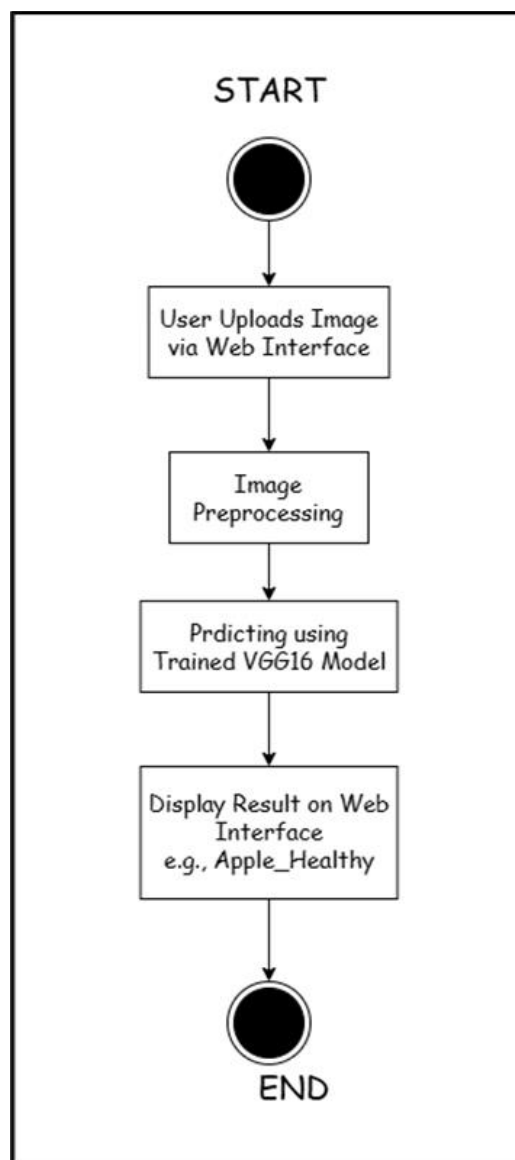 START
User Uploads Image
via Web Interface
Image
Preprocessing
Prdicting using
Trained VGG16 Model
Display Result on Web
Interface
e.g., Apple_Healthy
END